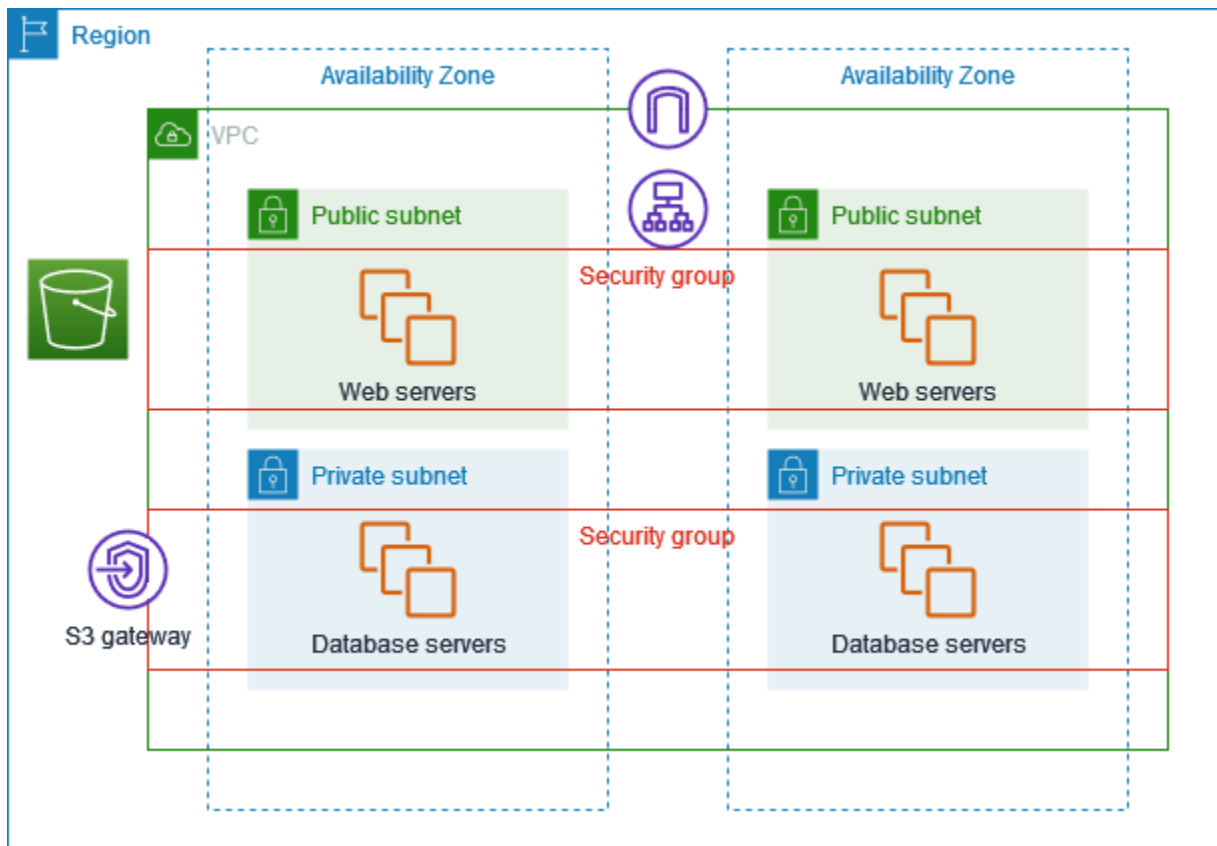 Region
Availability Zone
Availability Zone
VPC
Public subnet
Public subnet
Security group
Web servers
Web servers
Private subnet
Private subnet
Security group
S3 gateway
Database servers
Database servers